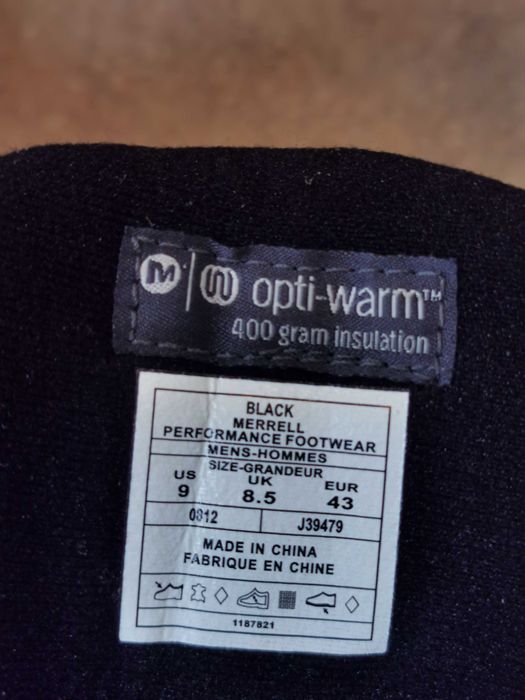 M opti-warm™
400 gram insulation
BLACK
MERRELL
PERFORMANCE FOOTWEAR
MENS-HOMMES
SIZE-GRANDEUR
US UK EUR
9 8.5 43
0812 J39479
MADE IN CHINA
FABRIQUE EN CHINE
1187821